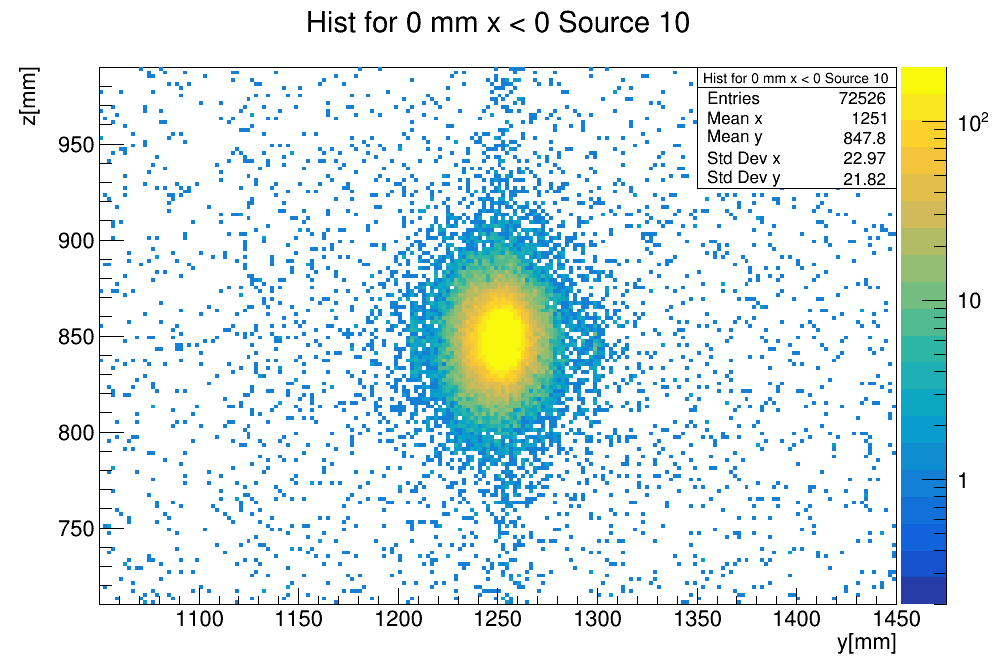 Hist for 0 mm x < 0 Source 10
z[mm]
Hist for 0 mm x < 0 Source 10
Entries 72526
Mean x 1251
Mean y 847.8
Std Dev x 22.97
Std Dev y 21.82
950
900
850
800
750
1100 1150 1200 1250 1300 1350 1400 1450
y[mm]
10²
10
1